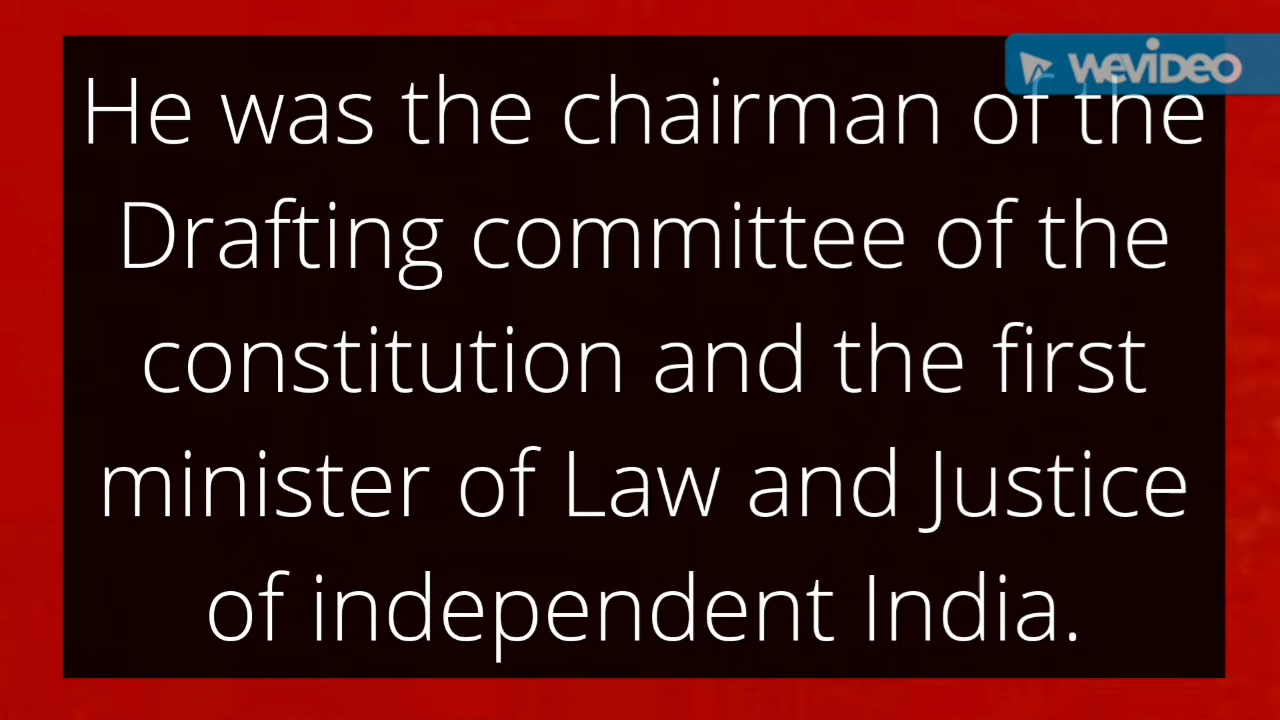 WEVIDEO
He was the chairman of the
Drafting committee of the
constitution and the first
minister of Law and Justice
of independent India.